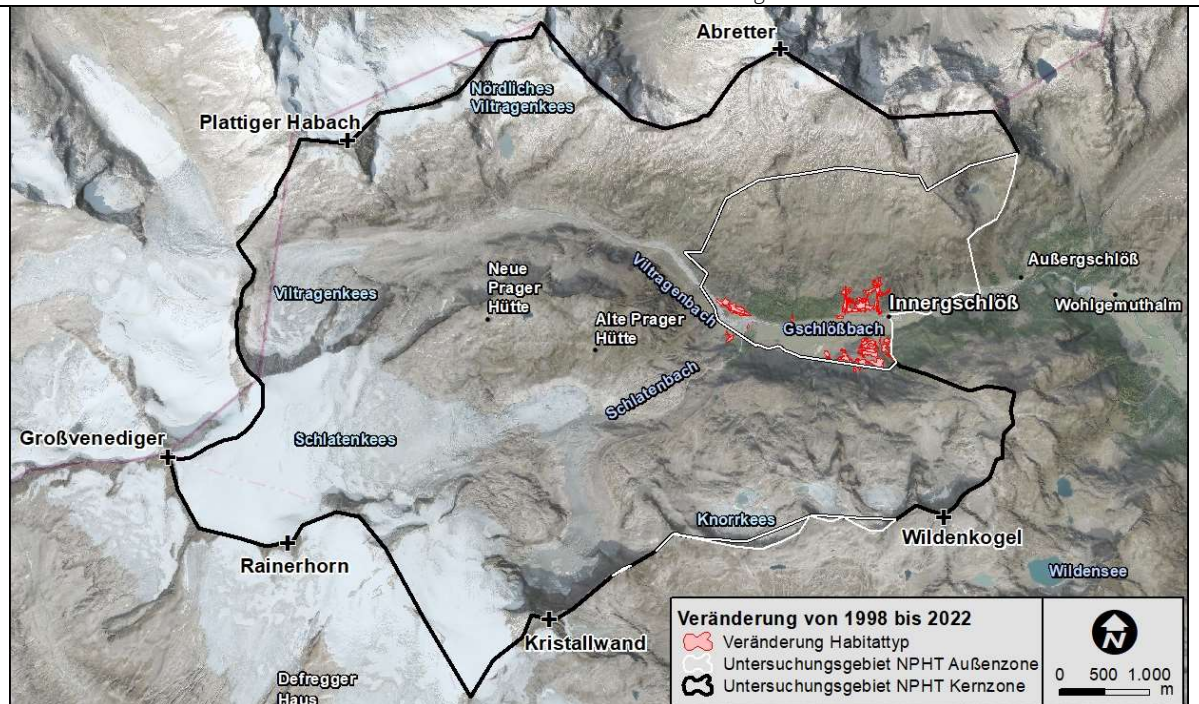 Abretter
Nördliches
Viltragenkees
Plattiger Habach
Außergschlöß
Neue
Prager
Hütte
Viltragenbach
Viltragenkees
Innergschlöß
Wohlgemuthalm
Alte Prager
Hütte
Gschlößbach
Schlatenbach
Großvenediger
Schlatenkees
Knorrkees
Wildenkogel
Rainerhorn
Wildensee
Kristallwand
Defregger
Haus
Veränderung von 1998 bis 2022
Veränderung Habitattyp
Untersuchungsgebiet NPHT Außenzone
Untersuchungsgebiet NPHT Kernzone
N
0 500 1.000
m